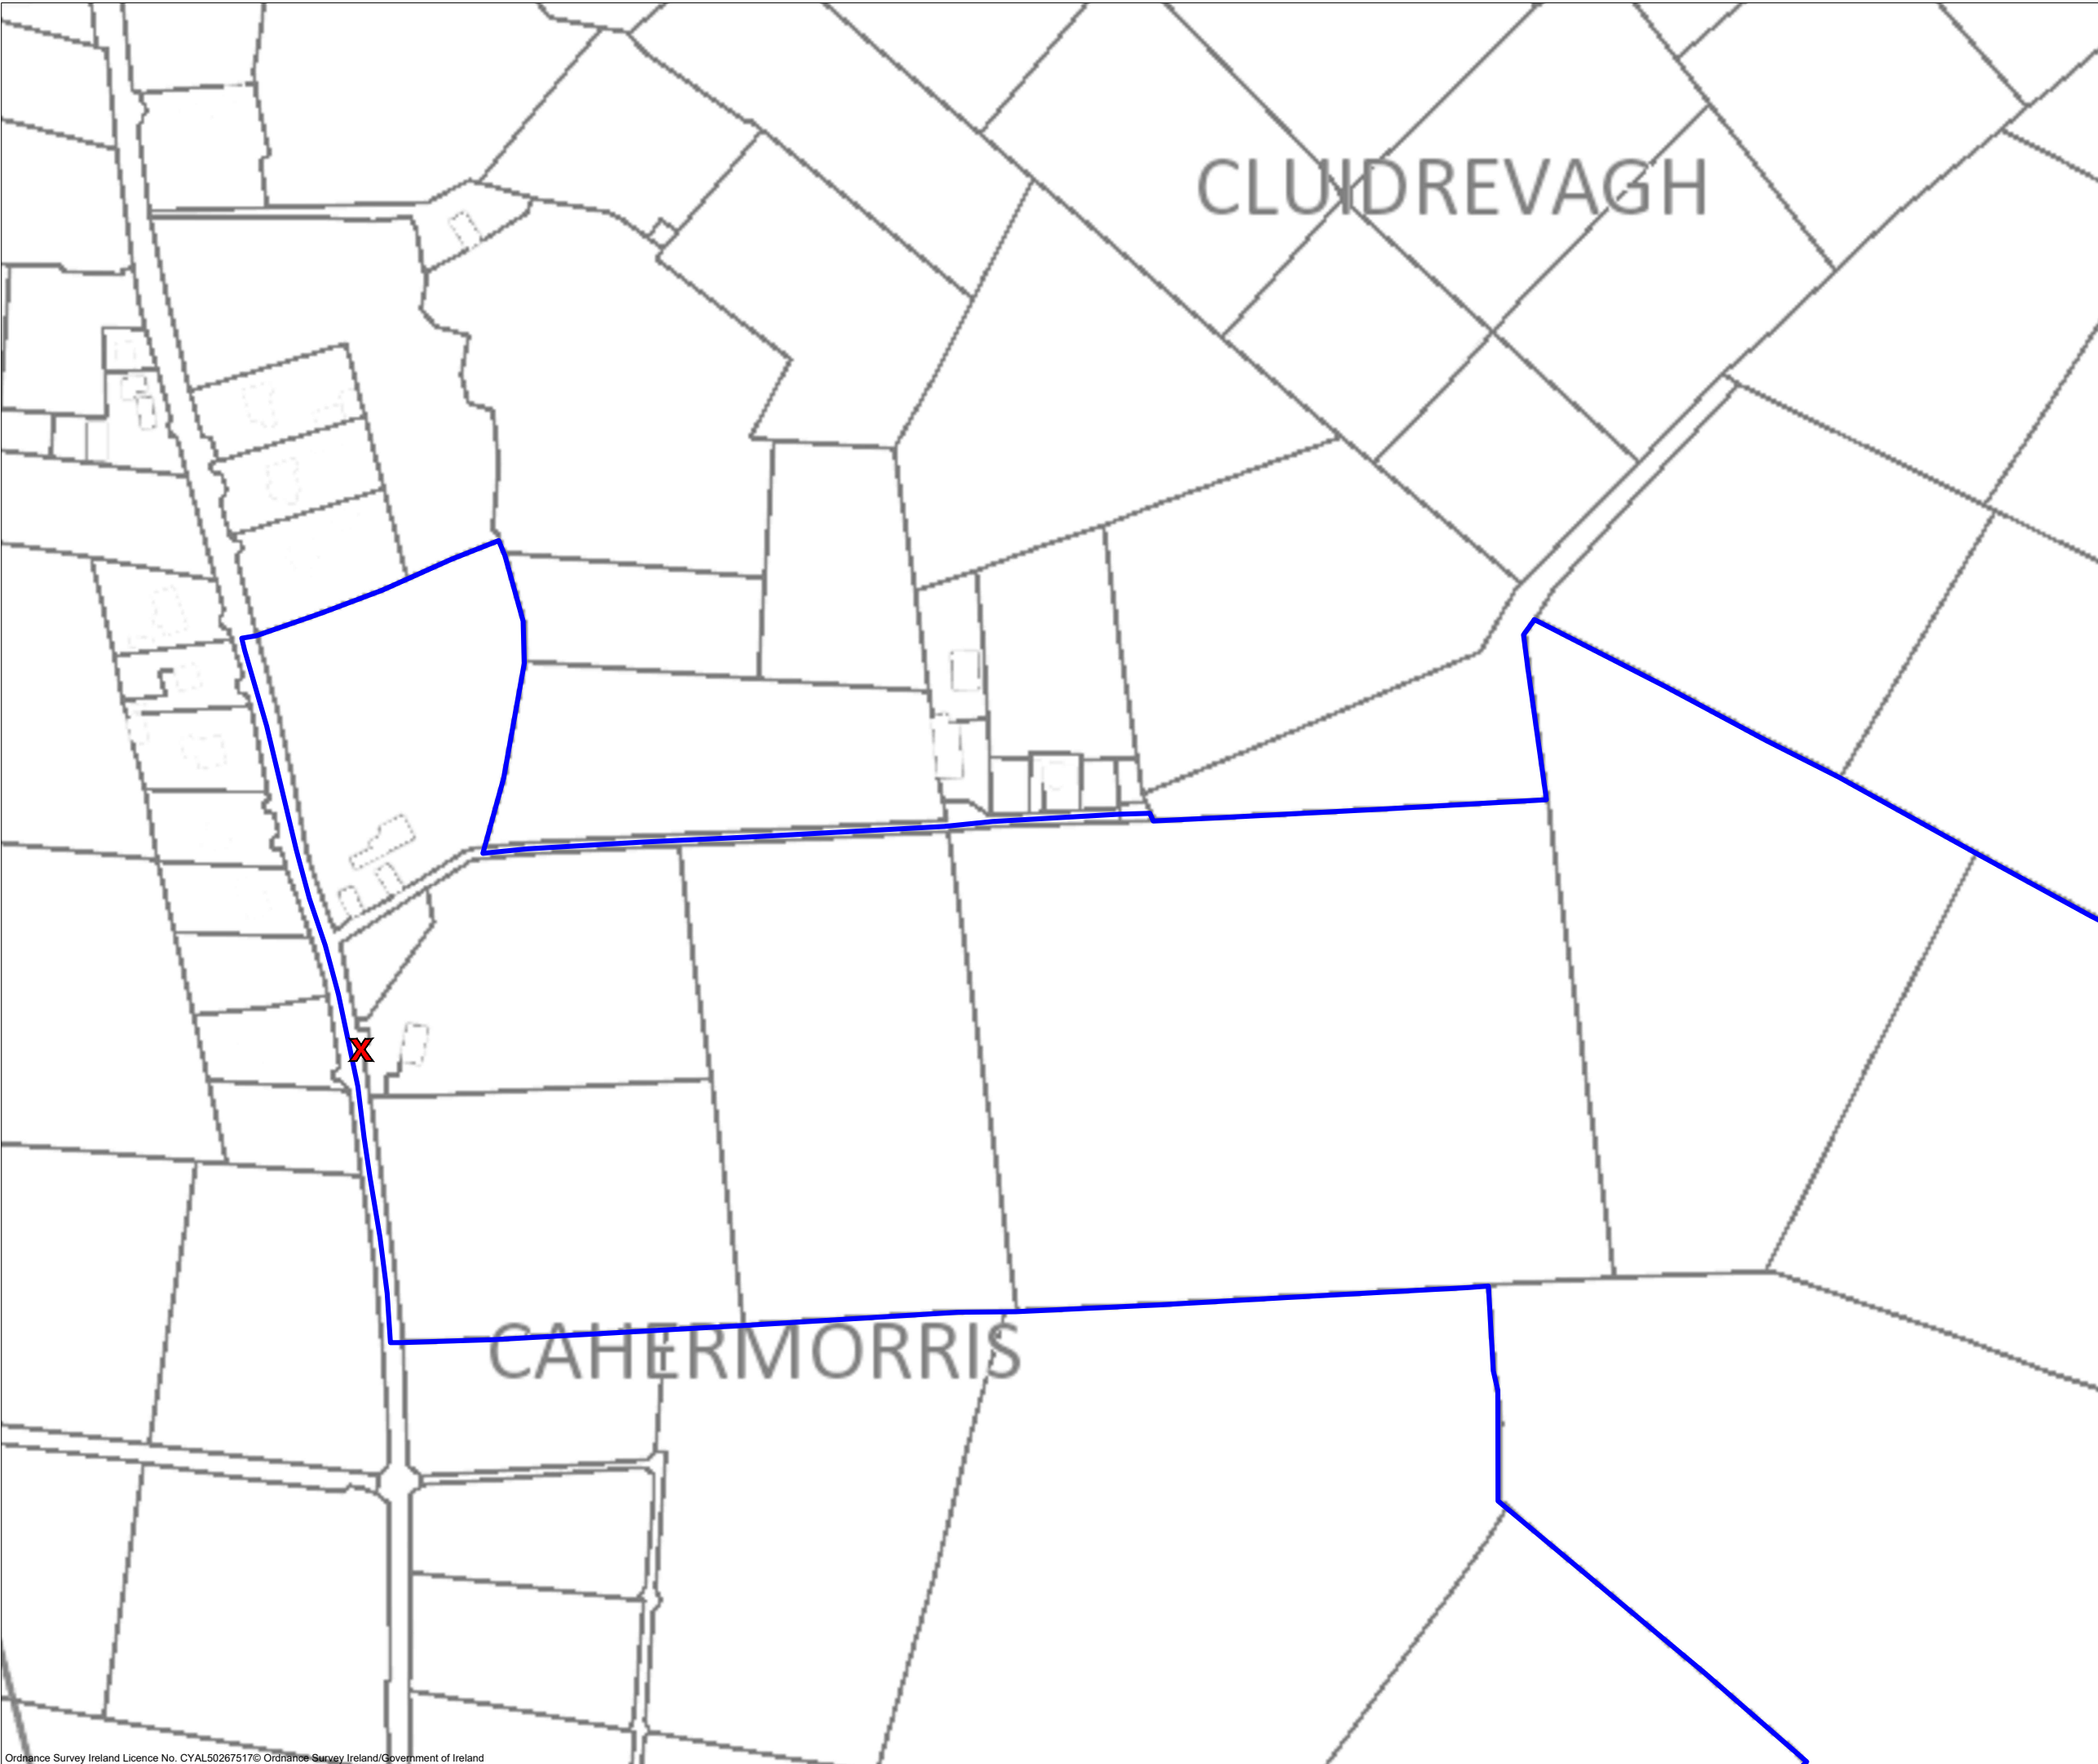 CLUIDREVAGH
X
CAHERMORRIS
Ordnance Survey Ireland Licence No. CYAL50267517© Ordnance Survey Ireland/Government of Ireland